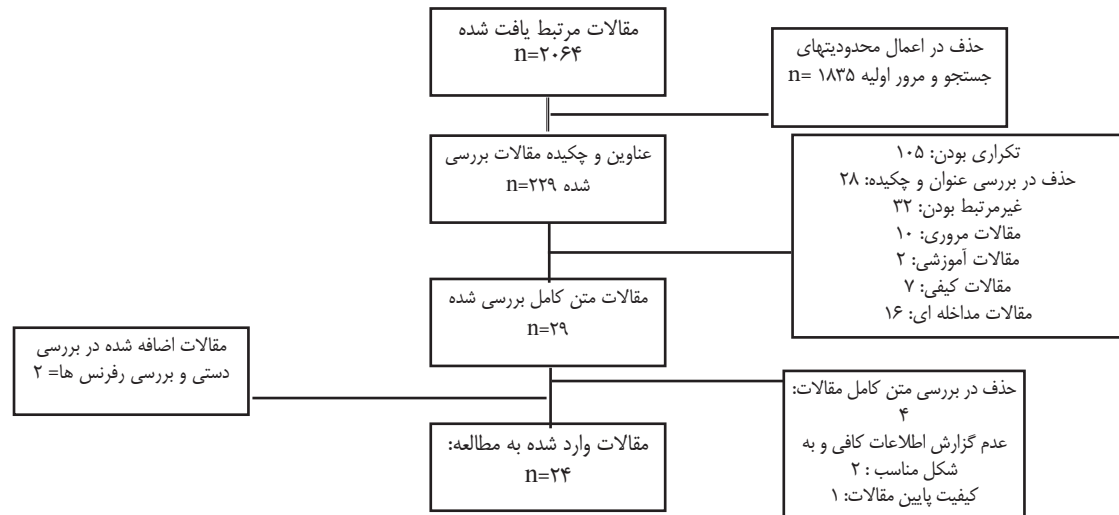 مقالات مرتبط یافت شده
n=۲۰۶۴
حذف در اعمال محدودیتهای
جستجو و مرور اولیه n= ۱۸۳۵
عناوین و چکیده مقالات بررسی
شده n=۲۲۹
تکراری بودن: ۱۰۵
حذف در بررسی عنوان و چکیده: ۲۸
غیرمرتبط بودن: ۳۲
مقالات مروری: ۱۰
مقالات آموزشی: ۲
مقالات کیفی: ۷
مقالات مداخله ای: ۱۶
مقالات متن کامل بررسی شده
n=۲۹
مقالات اضافه شده در بررسی
دستی و بررسی رفرنس ها= ۲
حذف در بررسی متن کامل مقالات:
۴
عدم گزارش اطلاعات کافی و به
شکل مناسب : ۲
کیفیت پایین مقالات: ۱
مقالات وارد شده به مطالعه:
n=۲۴